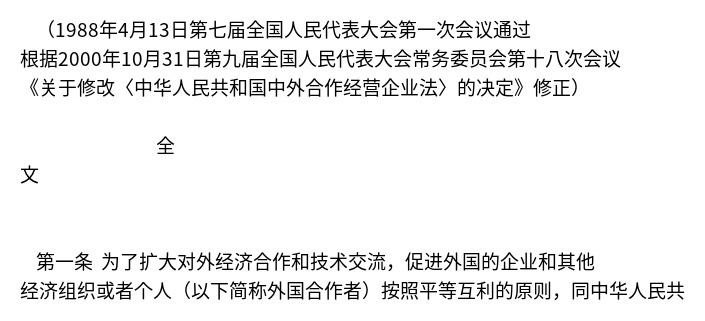 （1988年4月13日第七届全国人民代表大会第一次会议通过
根据2000年10月31日第九届全国人民代表大会常务委员会第十八次会议
《关于修改〈中华人民共和国中外合作经营企业法〉的决定》修正）
全
文
第一条 为了扩大对外经济合作和技术交流，促进外国的企业和其他
经济组织或者个人（以下简称外国合作者）按照平等互利的原则，同中华人民共